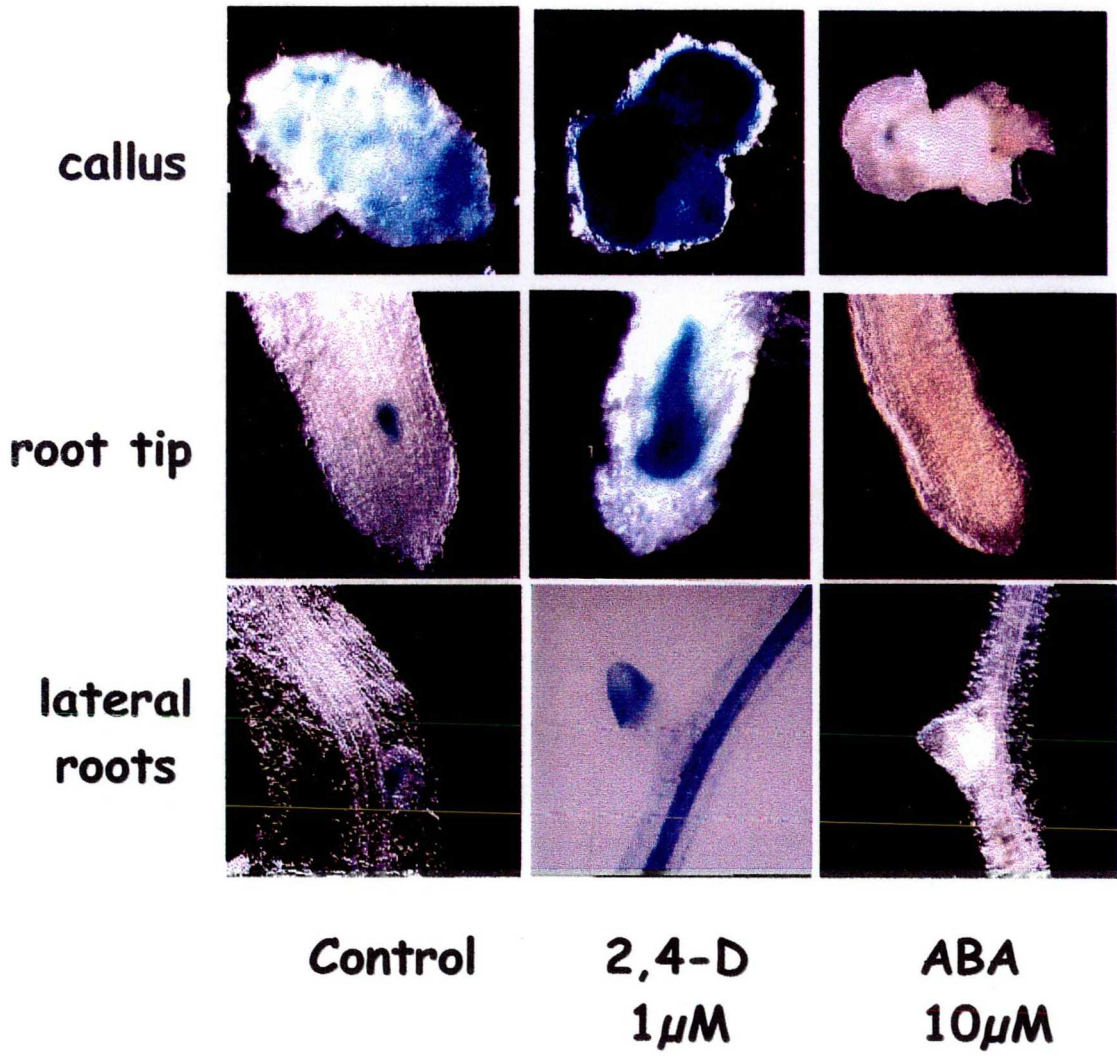 callus
root tip
lateral
roots
Control
2,4-D
1μM
ABA
10μM